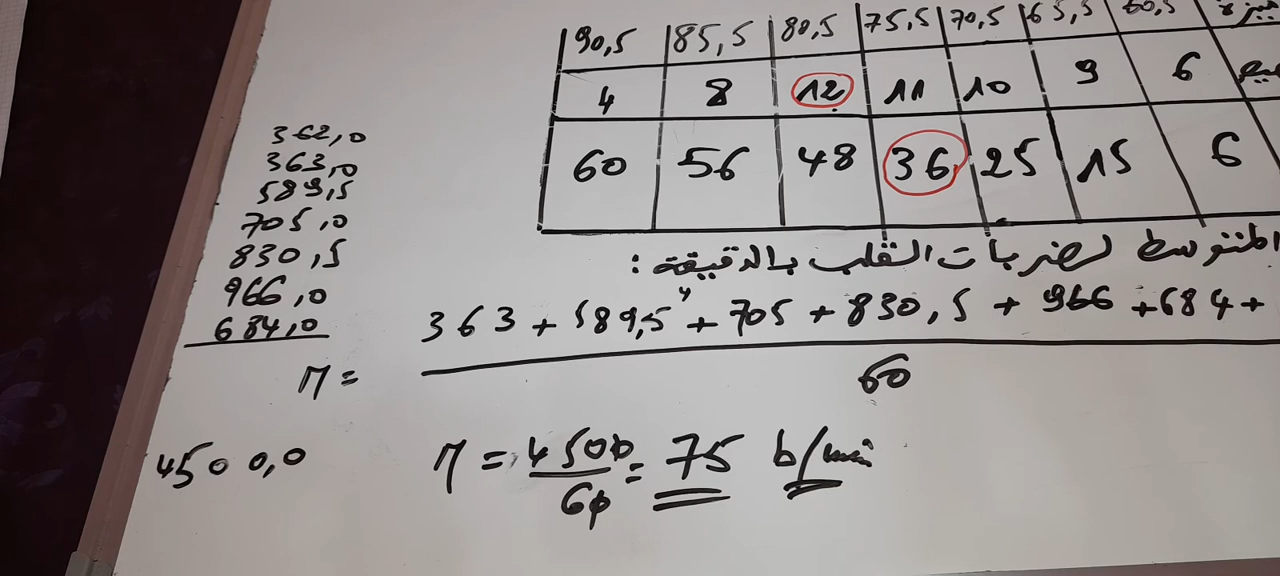 90,5 85,5 80,5 75,5 70,5 65,5 60,5
4 8 12 11 10 9 6
60 56 48 36 25 15 6
المتوسط لضربات القلب بالدقيقة :
363 + 589,5 + 705 + 830,5 + 966 + 684 +
60
M =
M = 4500/60 = 75 b/min
362,0
363,0
589,5
705,0
830,5
966,0
684,0
4500,0